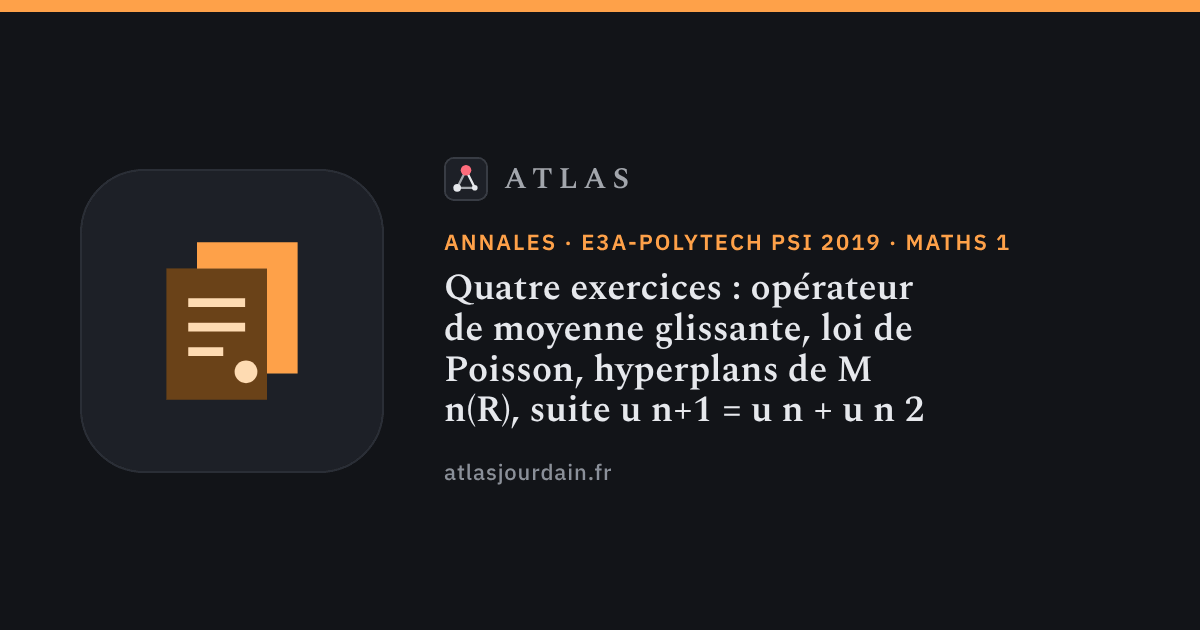 ATLAS
ANNALES · E3A-POLYTECH PSI 2019 · MATHS 1
Quatre exercices : opérateur
de moyenne glissante, loi de
Poisson, hyperplans de M
n(R), suite u n+1 = u n + u n 2
atlasjourdain.fr